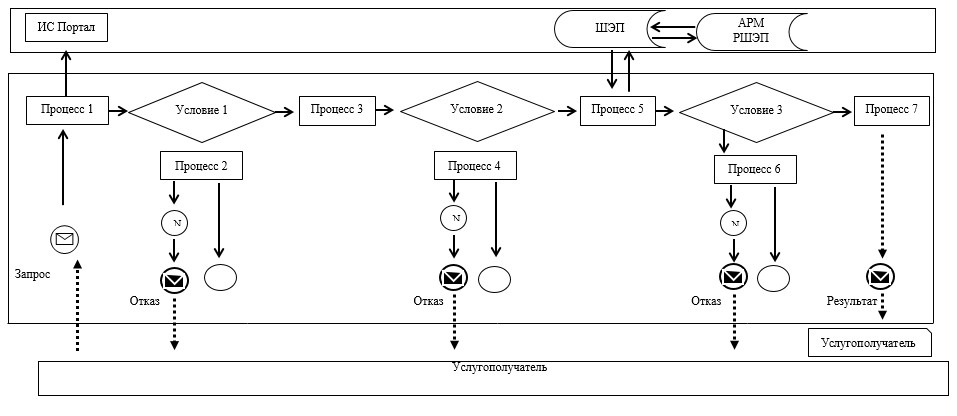 ИС Портал
ШЭП
АРМ
РШЭП
Процесс 1
Условие 1
Процесс 3
Условие 2
Процесс 5
Условие 3
Процесс 7
Процесс 2
Процесс 4
Процесс 6
N
N
N
Запрос
Отказ
Отказ
Отказ
Результат
Услугополучатель
Услугополучатель